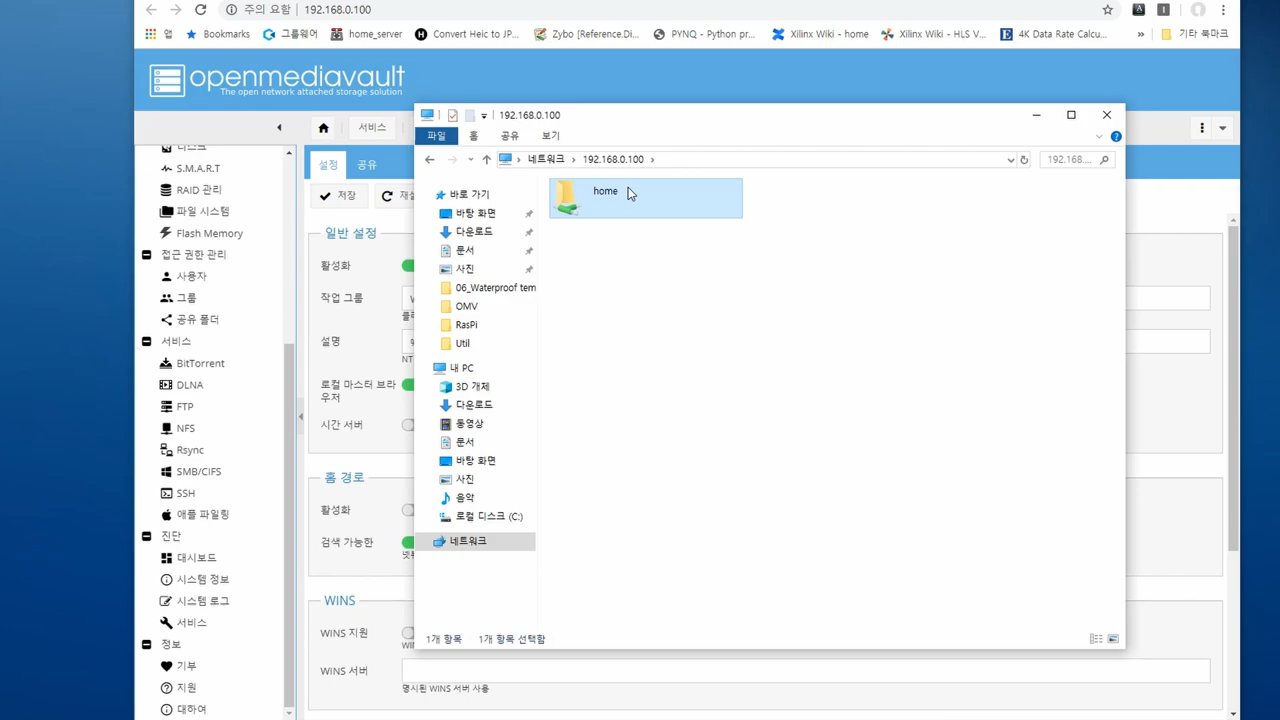 주의 요함 192.168.0.100
앱 Bookmarks 그룹웨어 home_server Convert Heic to JP... Zybo [Reference.Di... PYNQ - Python pr... Xilinx Wiki - home Xilinx Wiki - HLS V... 4K Data Rate Calcu... » 기타 북마크
openmediavault
The open network attached storage solution
서비스
디스크
S.M.A.R.T
RAID 관리
파일 시스템
Flash Memory
접근 권한 관리
사용자
그룹
공유 폴더
서비스
BitTorrent
DLNA
FTP
NFS
Rsync
SMB/CIFS
SSH
애플 파일링
진단
대시보드
시스템 정보
시스템 로그
서비스
정보
기부
지원
대하여
설정 공유
저장
일반 설정
활성화
작업 그룹
설명
NT
로컬 마스터 브라우저
시간 서버
홈 경로
활성화
검색 가능한
WINS
WINS 지원
WINS 서버
명시된 WINS 서버 사용
192.168.0.100
파일 홈 공유 보기
네트워크 192.168.0.100
192.168....
바로 가기
바탕 화면
다운로드
문서
사진
06_Waterproof tem
OMV
RasPi
Util
내 PC
3D 개체
다운로드
동영상
문서
바탕 화면
사진
음악
로컬 디스크 (C:)
네트워크
home
1개 항목 1개 항목 선택함